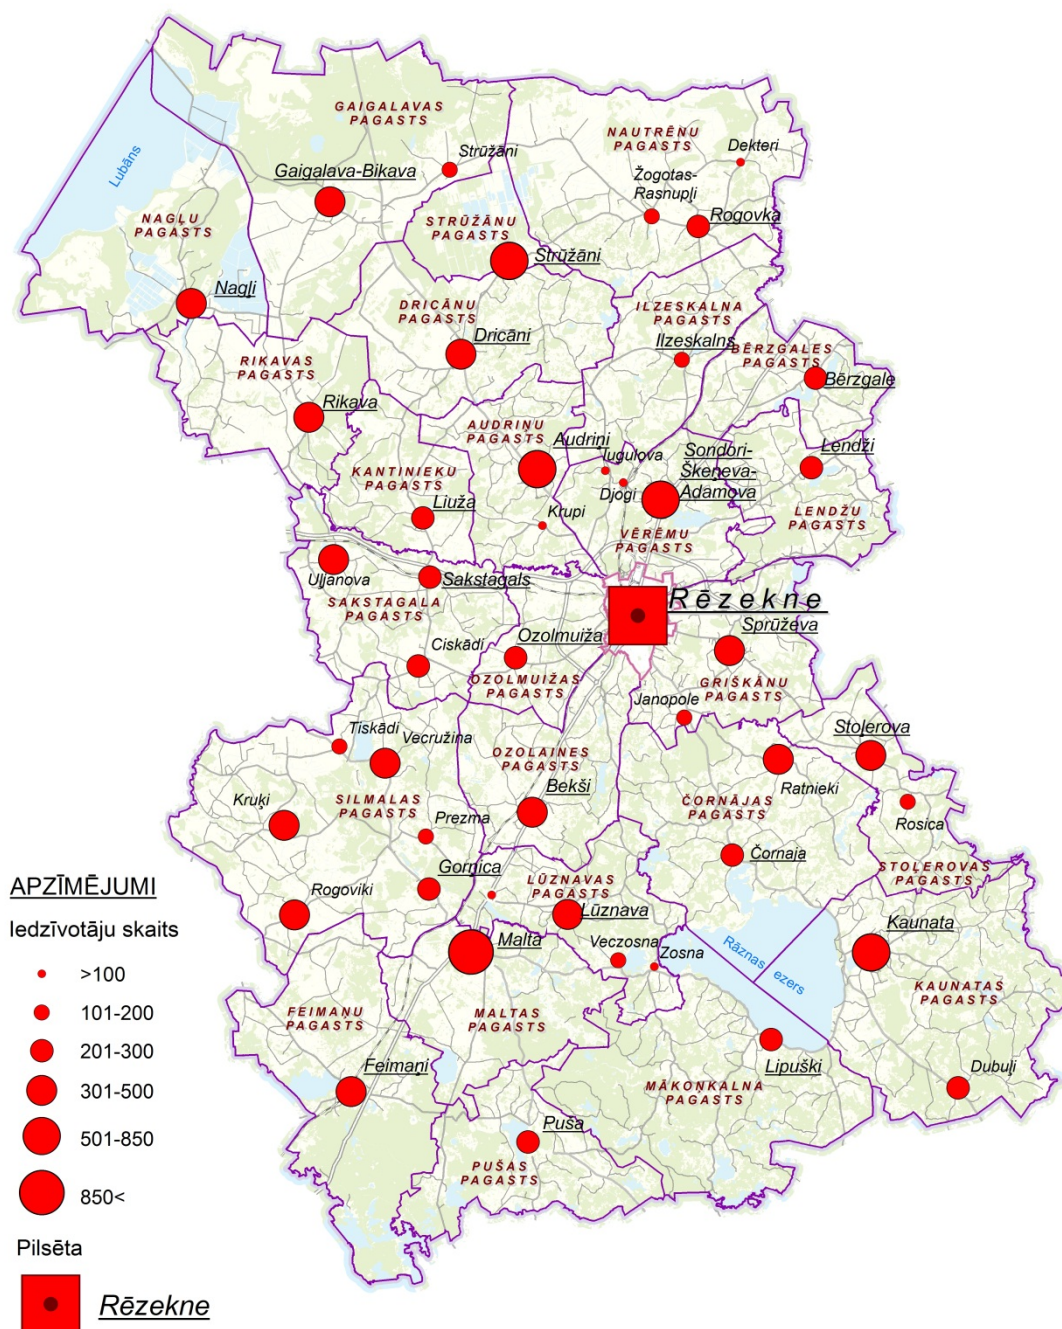 GAIGALAVAS
PAGASTS
NAUTRĒNU
PAGASTS
Dekteri
Strūžāni
Gaigalava-Bikava
Žogotas-
Rasnupļi
Lubāns
NAGĻU
PAGASTS
STRŪŽĀNU
PAGASTS
Rogovka
Strūžāni
Nagļi
DRICĀNU
PAGASTS
ILZESKALNA
PAGASTS
Dricāni
Ilzeskalns
BĒRZGALES
PAGASTS
RIKAVAS
PAGASTS
Bērzgale
Rikava
AUDRIŅU
PAGASTS
Audriņi
Iugulova
Sondori-
Škeņeva-
Adamova
Lendži
KANTINIEKU
PAGASTS
Liuža
Djogi
Krupi
LENDŽU
PAGASTS
VĒRĒMU
PAGASTS
Uļjanova
Sakstagals
SAKSTAGALA
PAGASTS
Rēzekne
Sprūževa
Ozolmuiža
Ciskādi
OZOLMUIŽAS
PAGASTS
GRIŠKĀNU
PAGASTS
Janopole
Tiskādi
Vecružina
OZOLAINES
PAGASTS
Stoļerova
Bekši
Ratnieki
Kruķi
SILMALAS
PAGASTS
ČORNĀJAS
PAGASTS
Prezma
Rosica
Čornaja
STOĻEROVAS
PAGASTS
Gornica
LŪZNAVAS
PAGASTS
Rogoviki
Lūznava
Kaunata
Malta
Veczosna
Zosna
Rāznas ezers
KAUNATAS
PAGASTS
FEIMAŅU
PAGASTS
MALTAS
PAGASTS
Feimaņi
Lipuški
Dubuļi
MĀKOŅKALNA
PAGASTS
Puša
PUŠAS
PAGASTS
APZĪMĒJUMI
Iedzīvotāju skaits
>100
101-200
201-300
301-500
501-850
850<
Pilsēta
Rēzekne